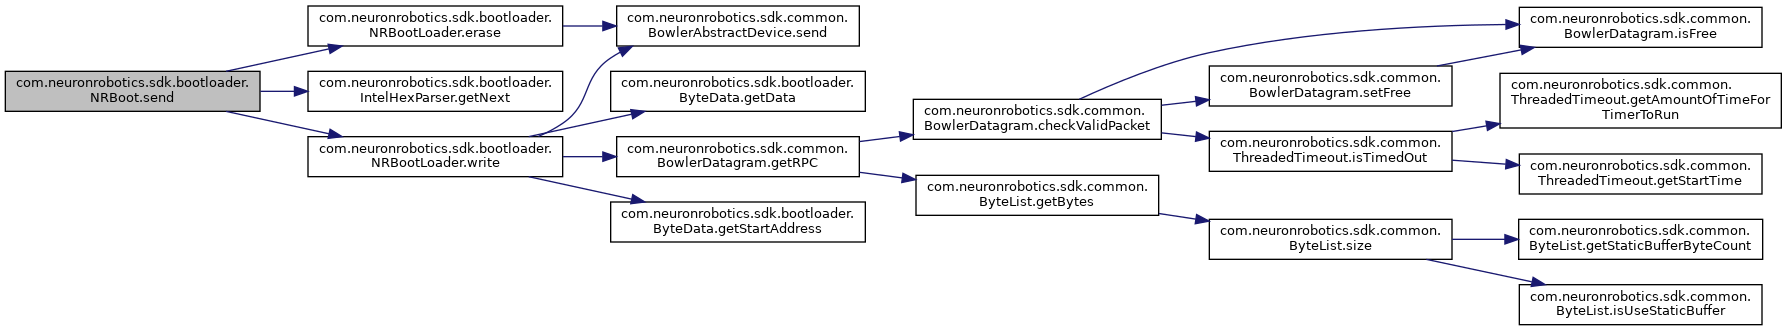 com.neuronrobotics.sdk.bootloader.
NRBoot.send
com.neuronrobotics.sdk.bootloader.
NRBootLoader.erase
com.neuronrobotics.sdk.bootloader.
IntelHexParser.getNext
com.neuronrobotics.sdk.bootloader.
NRBootLoader.write
com.neuronrobotics.sdk.common.
BowlerAbstractDevice.send
com.neuronrobotics.sdk.bootloader.
ByteData.getData
com.neuronrobotics.sdk.common.
BowlerDatagram.getRPC
com.neuronrobotics.sdk.bootloader.
ByteData.getStartAddress
com.neuronrobotics.sdk.common.
BowlerDatagram.checkValidPacket
com.neuronrobotics.sdk.common.
ByteList.getBytes
com.neuronrobotics.sdk.common.
BowlerDatagram.setFree
com.neuronrobotics.sdk.common.
ThreadedTimeout.isTimedOut
com.neuronrobotics.sdk.common.
ByteList.size
com.neuronrobotics.sdk.common.
BowlerDatagram.isFree
com.neuronrobotics.sdk.common.
ThreadedTimeout.getAmountOfTimeFor
TimerToRun
com.neuronrobotics.sdk.common.
ThreadedTimeout.getStartTime
com.neuronrobotics.sdk.common.
ByteList.getStaticBufferByteCount
com.neuronrobotics.sdk.common.
ByteList.isUseStaticBuffer